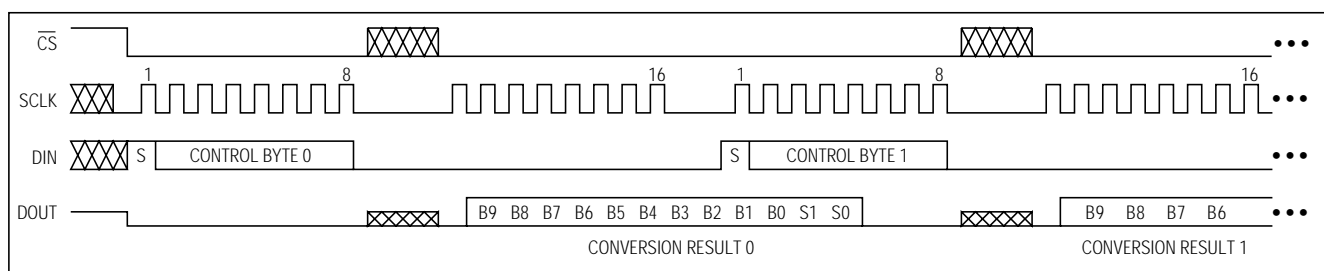 CS
SCLK 1 8 16 1 8 16
DIN S CONTROL BYTE 0 S CONTROL BYTE 1
DOUT B9 B8 B7 B6 B5 B4 B3 B2 B1 B0 S1 S0 B9 B8 B7 B6
CONVERSION RESULT 0 CONVERSION RESULT 1